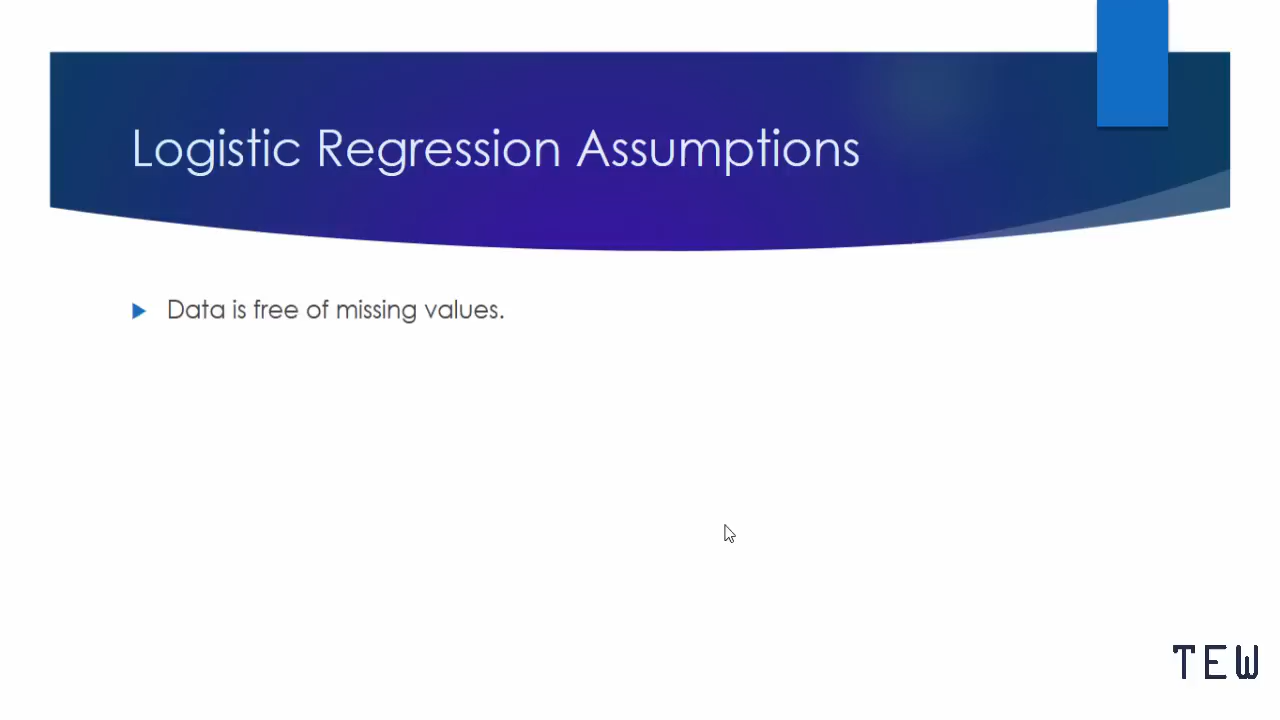 Logistic Regression Assumptions
Data is free of missing values.
TEW